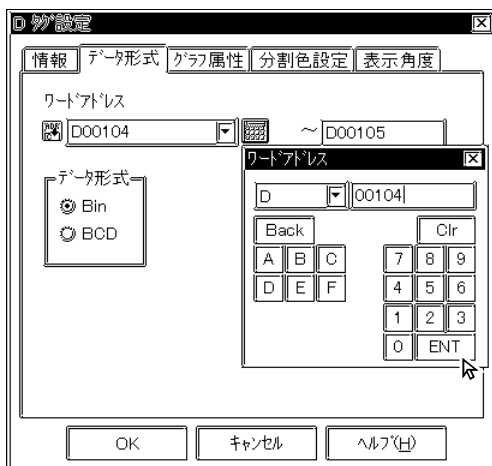 D ﾀｸﾞ設定
情報 ﾃﾞｰﾀ形式 ｸﾞﾗﾌ属性 分割色設定 表示角度
ﾜｰﾄﾞｱﾄﾞﾚｽ
D00104 ～ D00105
ﾃﾞｰﾀ形式
Bin
BCD
ﾜｰﾄﾞｱﾄﾞﾚｽ
D 00104
Back Clr
A B C 7 8 9
D E F 4 5 6
1 2 3
0 ENT
OK ｷｬﾝｾﾙ ﾍﾙﾌﾟ(H)